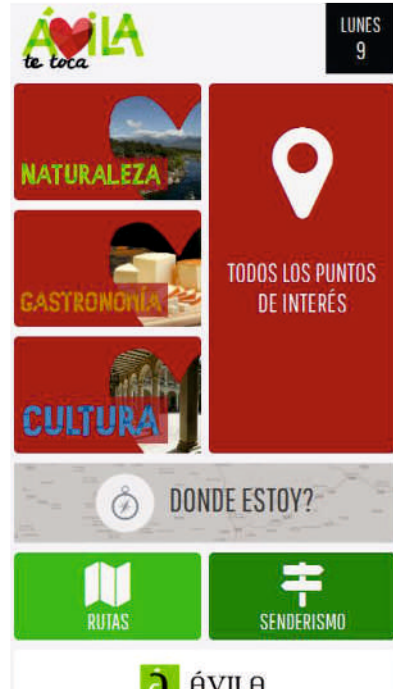 ÁVILA
te toca
LUNES
9
NATURALEZA
GASTRONOMÍA
CULTURA
TODOS LOS PUNTOS
DE INTERÉS
DONDE ESTOY?
RUTAS
SENDERISMO
ÁVILA